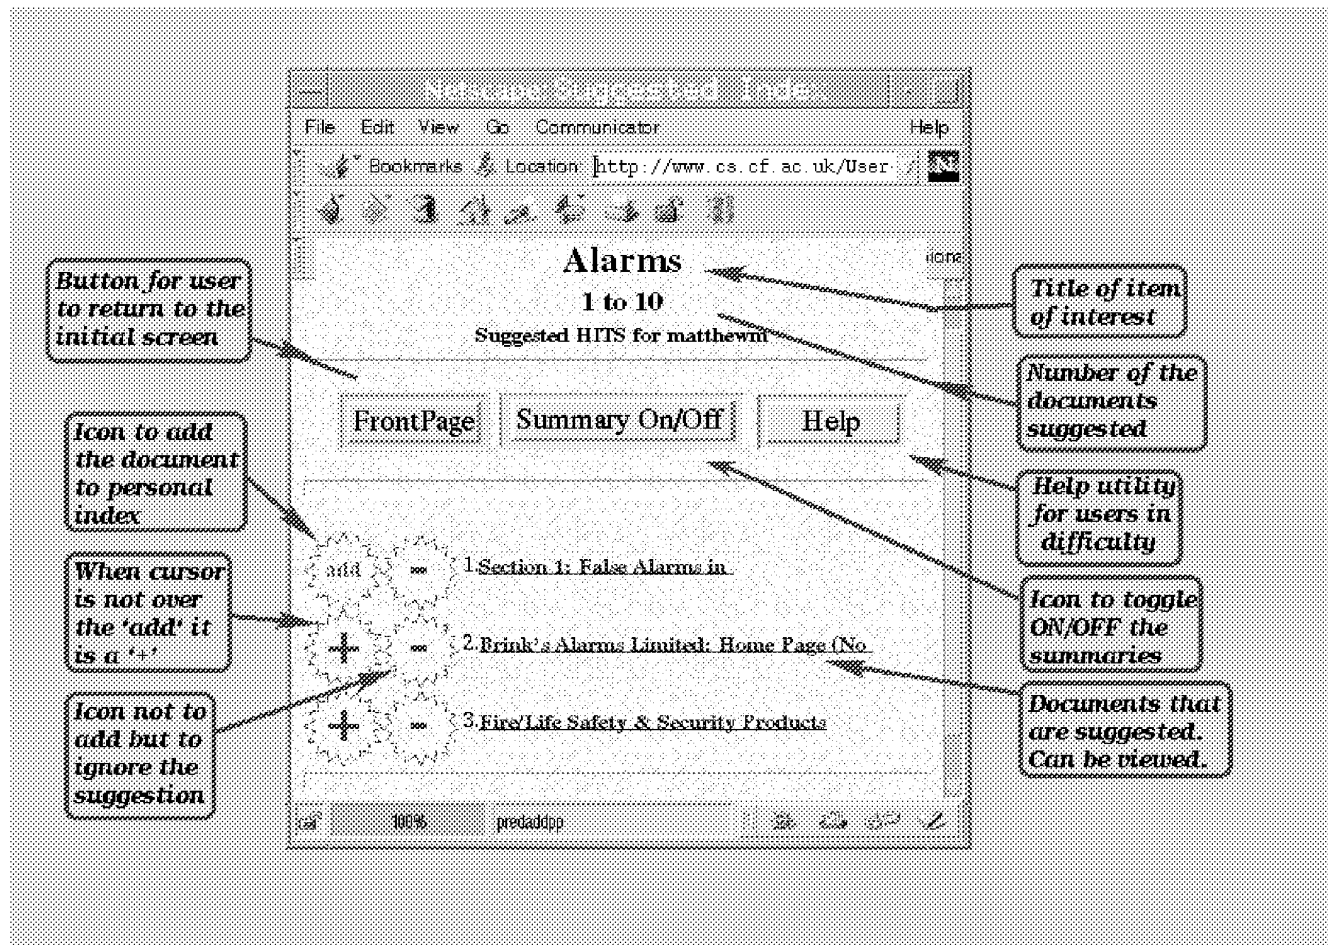 Netscape Suggested Inde
File Edit View Go Communicator Help
Bookmarks Location: http://www.cs.cf.ac.uk/User-
Alarms
1 to 10
Suggested HITS for matthewm
FrontPage Summary On/Off Help
add - 1. Section 1: False Alarms in
+ - 2. Brink's Alarms Limited: Home Page (No
+ - 3. Fire/Life Safety & Security Products
100% predaddpp
Button for user
to return to the
initial screen
Icon to add
the document
to personal
index
When cursor
is not over
the 'add' it
is a '+'
Icon not to
add but to
ignore the
suggestion
Title of item
of interest
Number of the
documents
suggested
Help utility
for users in
difficulty
Icon to toggle
ON/OFF the
summaries
Documents that
are suggested.
Can be viewed.